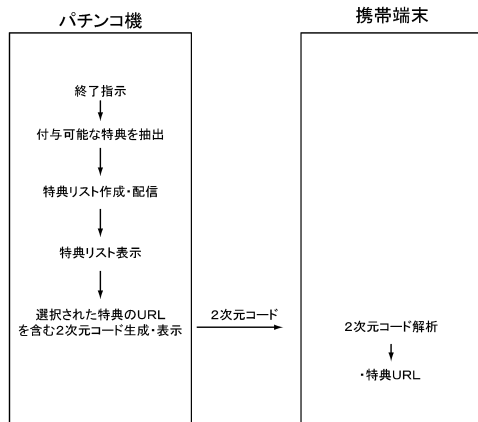 パチンコ機
携帯端末
終了指示
付与可能な特典を抽出
特典リスト作成・配信
特典リスト表示
選択された特典のURL
を含む2次元コード生成・表示
2次元コード
2次元コード解析
・特典URL